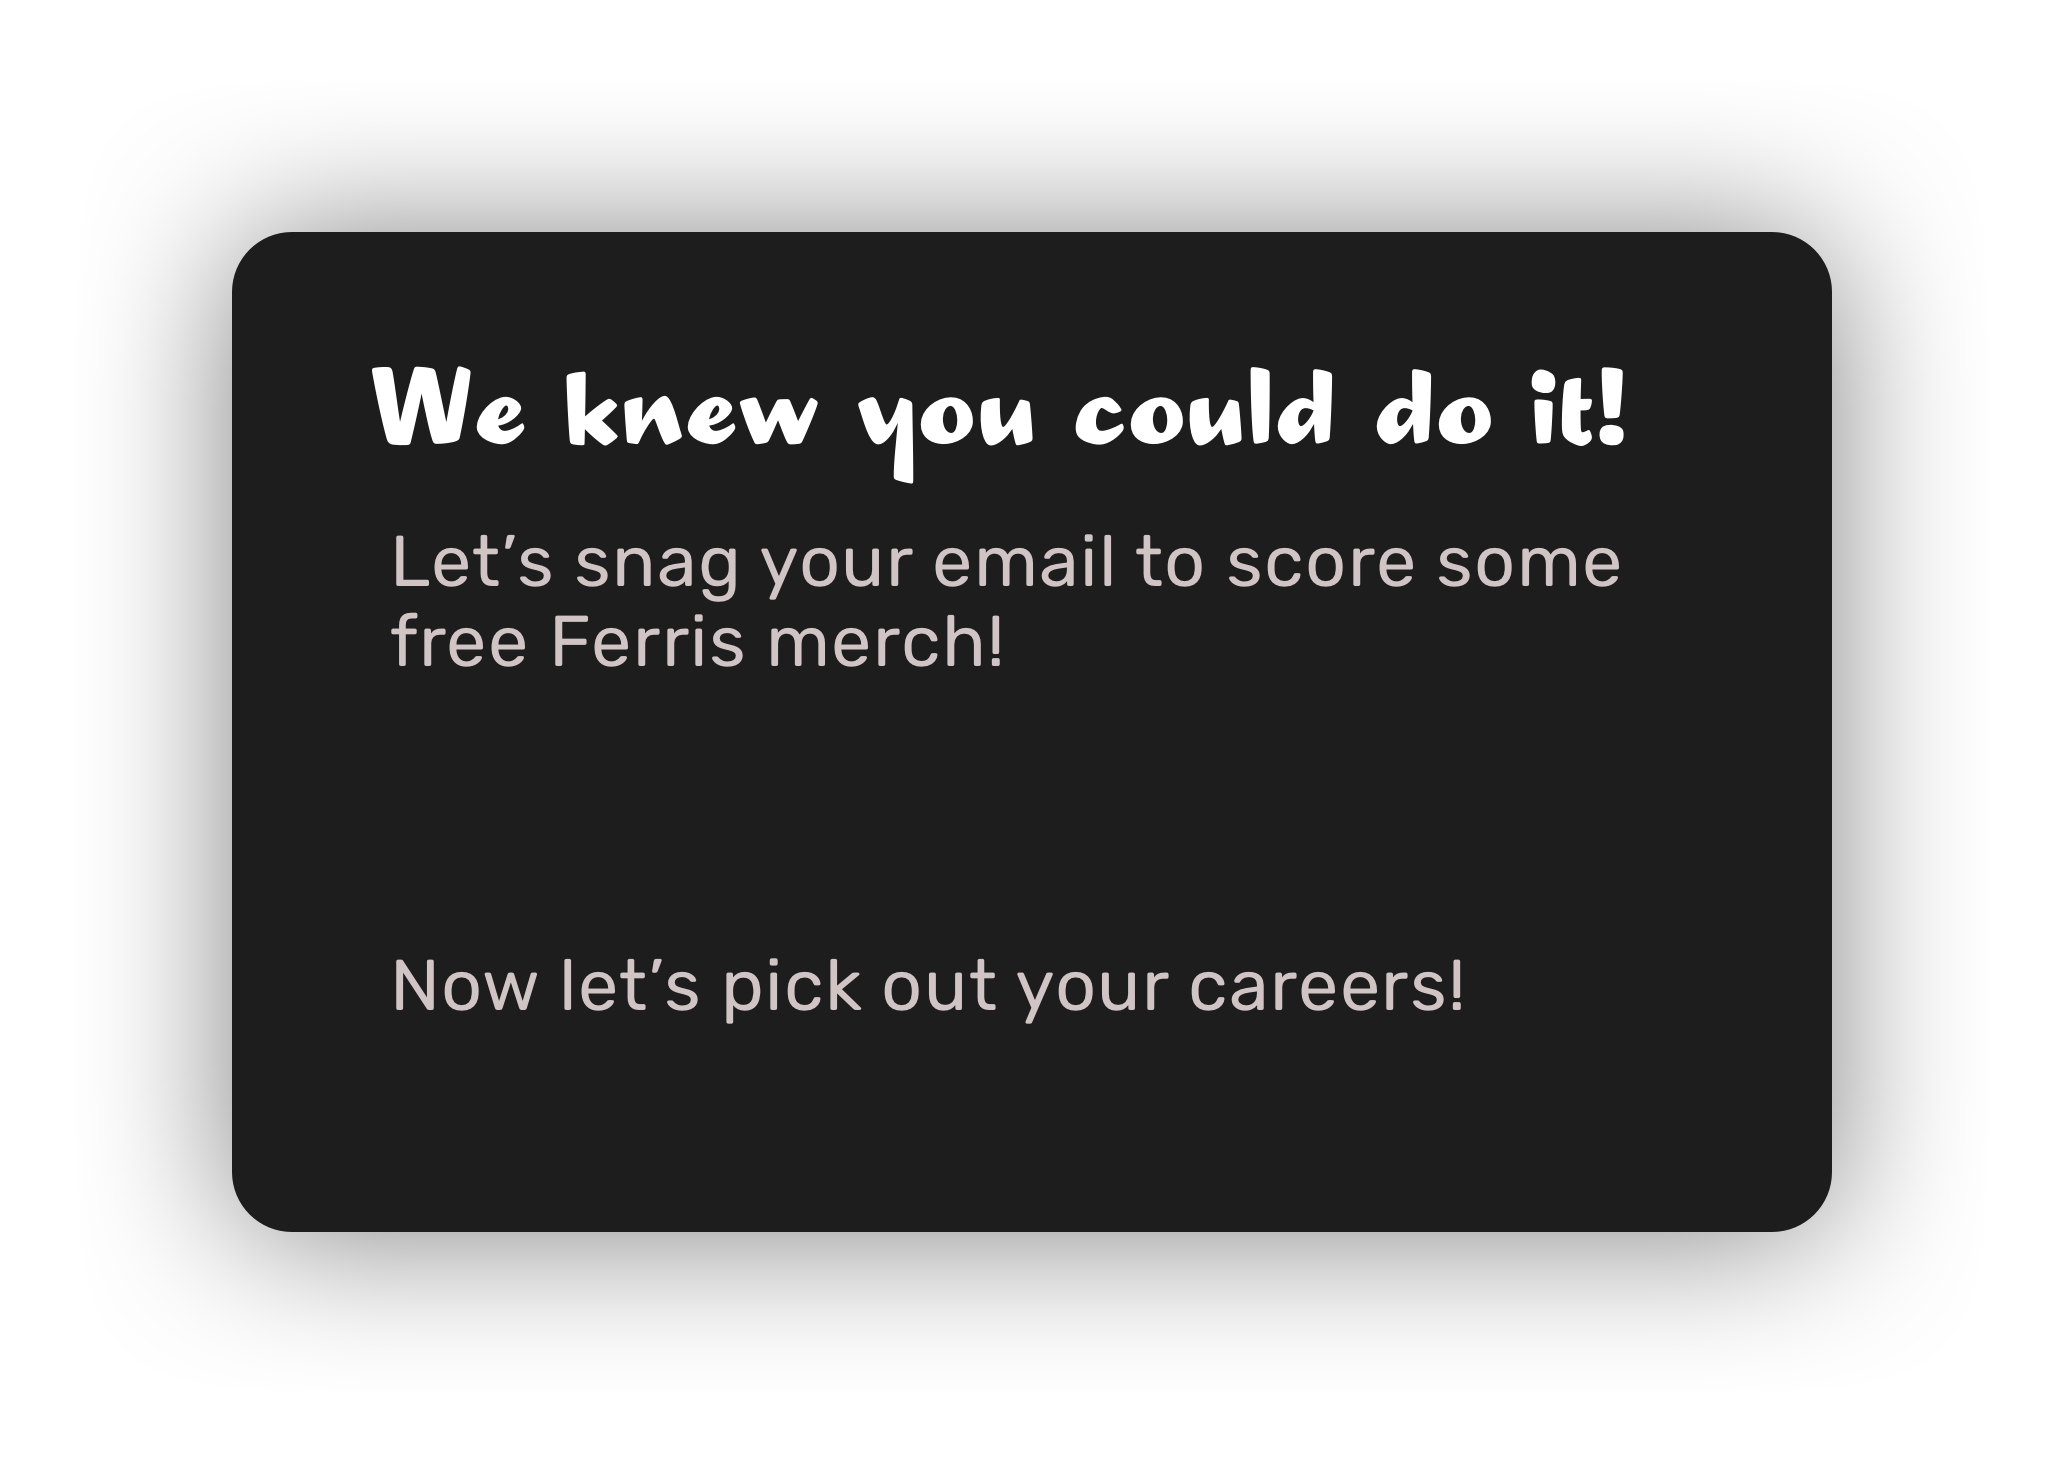 We knew you could do it!
Let’s snag your email to score some
free Ferris merch!
Now let’s pick out your careers!